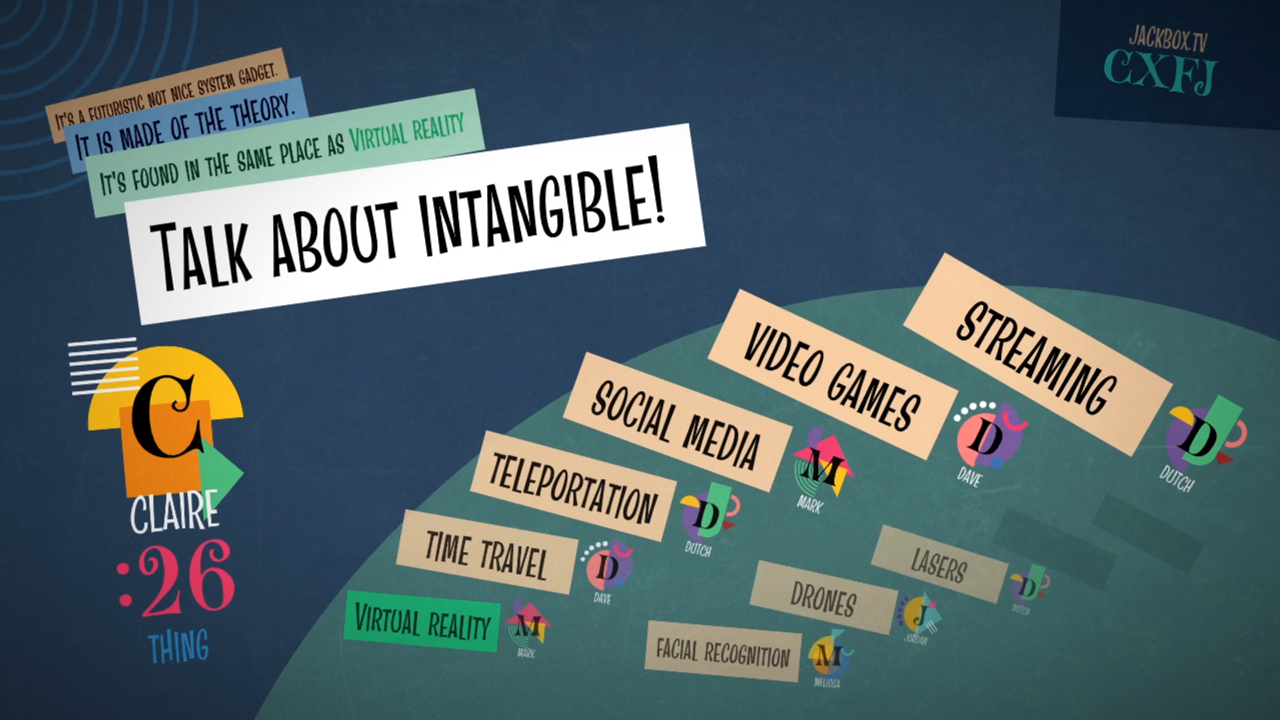 JACKBOX.TV
CXFJ
IT'S A FUTURISTIC NOT NICE SYSTEM GADGET.
IT IS MADE OF THE THEORY.
IT'S FOUND IN THE SAME PLACE AS VIRTUAL REALITY
TALK ABOUT INTANGIBLE!
C
CLAIRE
:26
THING
STREAMING
D
DUTCH
VIDEO GAMES
D
DAVE
SOCIAL MEDIA
M
MARK
TELEPORTATION
D
DUTCH
TIME TRAVEL
D
DAVE
VIRTUAL REALITY
M
MARK
LASERS
D
DUTCH
DRONES
J
JORDAN
FACIAL RECOGNITION
M
MELISSA